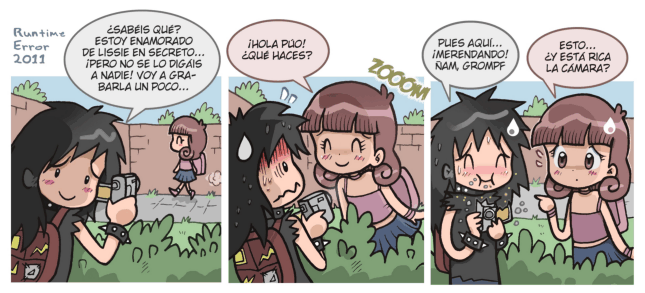 Runtime
Error
2011
¿SABÉIS QUÉ?
ESTOY ENAMORADO
DE LISSIE EN SECRETO...
¡PERO NO SE LO DIGÁIS
A NADIE! VOY A GRA-
BARLA UN POCO...
¡HOLA PÚO!
¿QUÉ HACES?
ZOOOM!
PUES AQUÍ...
¡MERENDANDO!
ÑAM, GROMPF
ESTO...
¿Y ESTÁ RICA
LA CÁMARA?